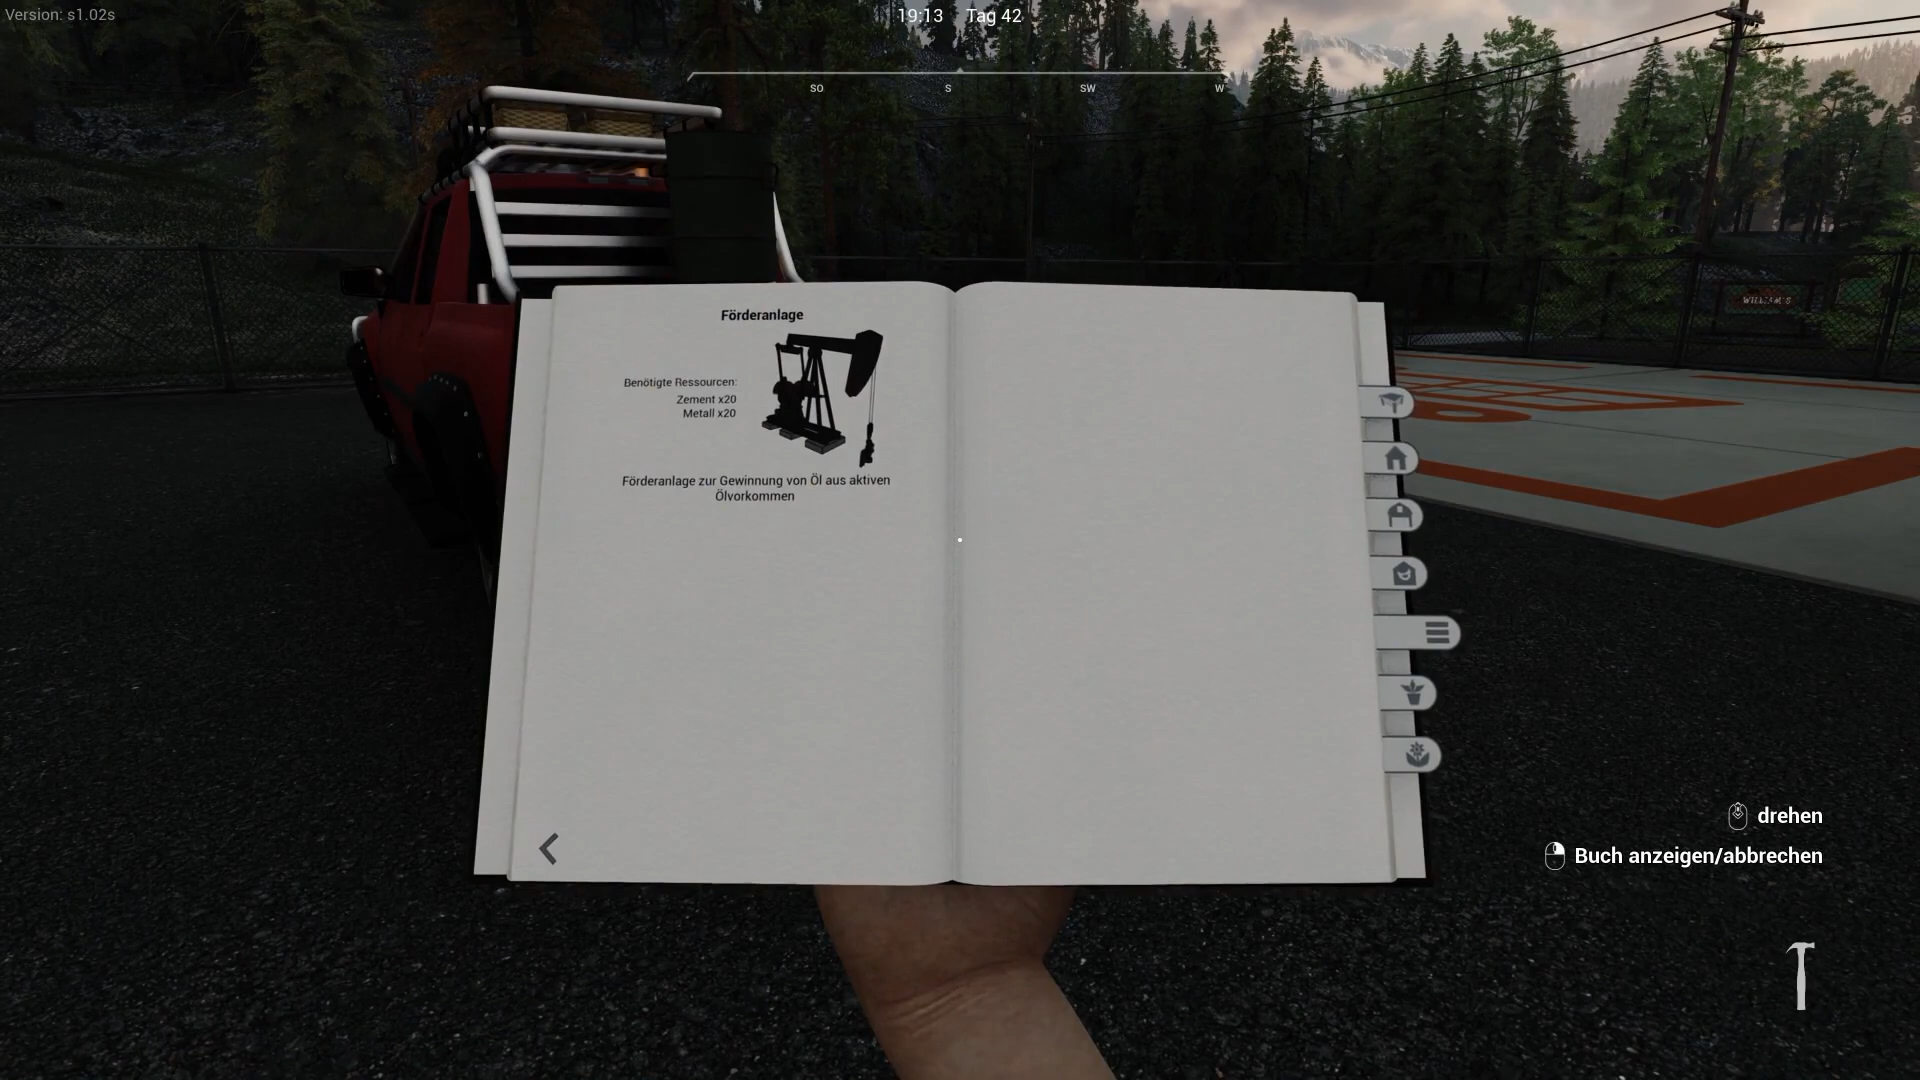 Version: s1.02s
19:13 Tag 42
SO S SW W
WILLIAM'S
Förderanlage
Benötigte Ressourcen:
Zement x20
Metall x20
Förderanlage zur Gewinnung von Öl aus aktiven
Ölvorkommen
drehen
Buch anzeigen/abbrechen